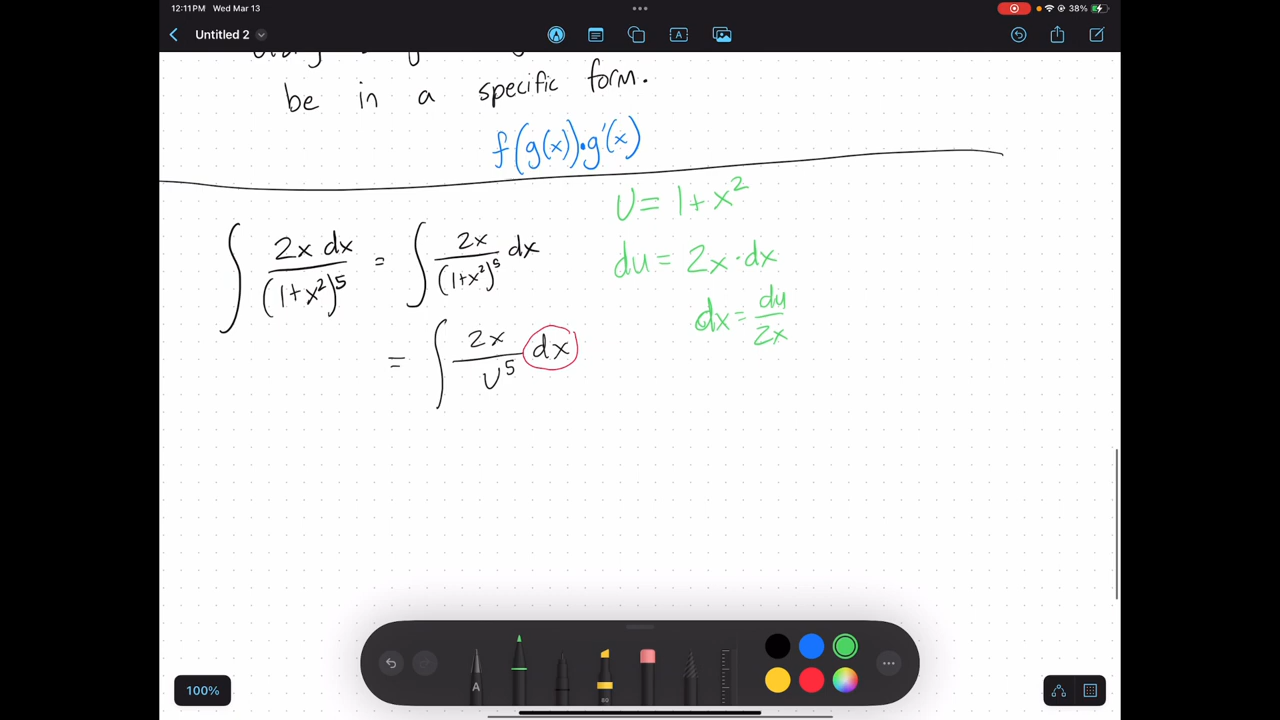 12:11PM Wed Mar 13
38%
Untitled 2
be in a specific form.
f(g(x))·g'(x)
U = 1 + x²
∫ 2x dx / (1+x²)⁵ = ∫ 2x / (1+x²)⁵ dx
du = 2x · dx
dx = du / 2x
= ∫ 2x / U⁵ dx
A
80
100%